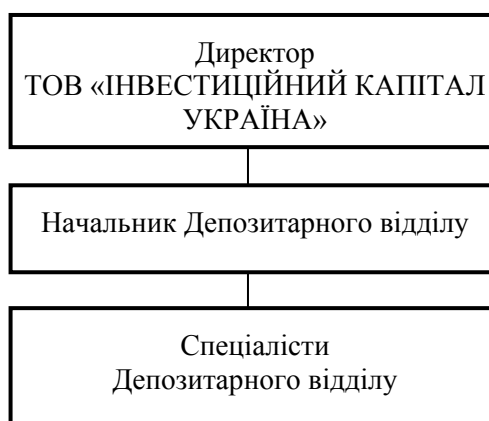 Директор
ТОВ «ІНВЕСТИЦІЙНИЙ КАПІТАЛ
УКРАЇНА»
Начальник Депозитарного відділу
Спеціалісти
Депозитарного відділу